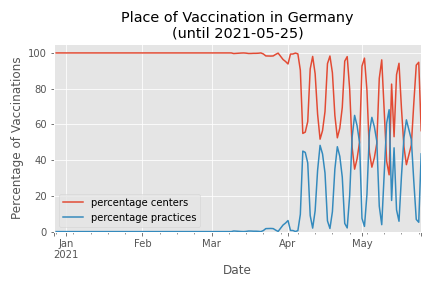 Place of Vaccination in Germany
(until 2021-05-25)
Percentage of Vaccinations
100
80
60
40
20
0
percentage centers
percentage practices
Jan
2021
Feb
Mar
Apr
May
Date